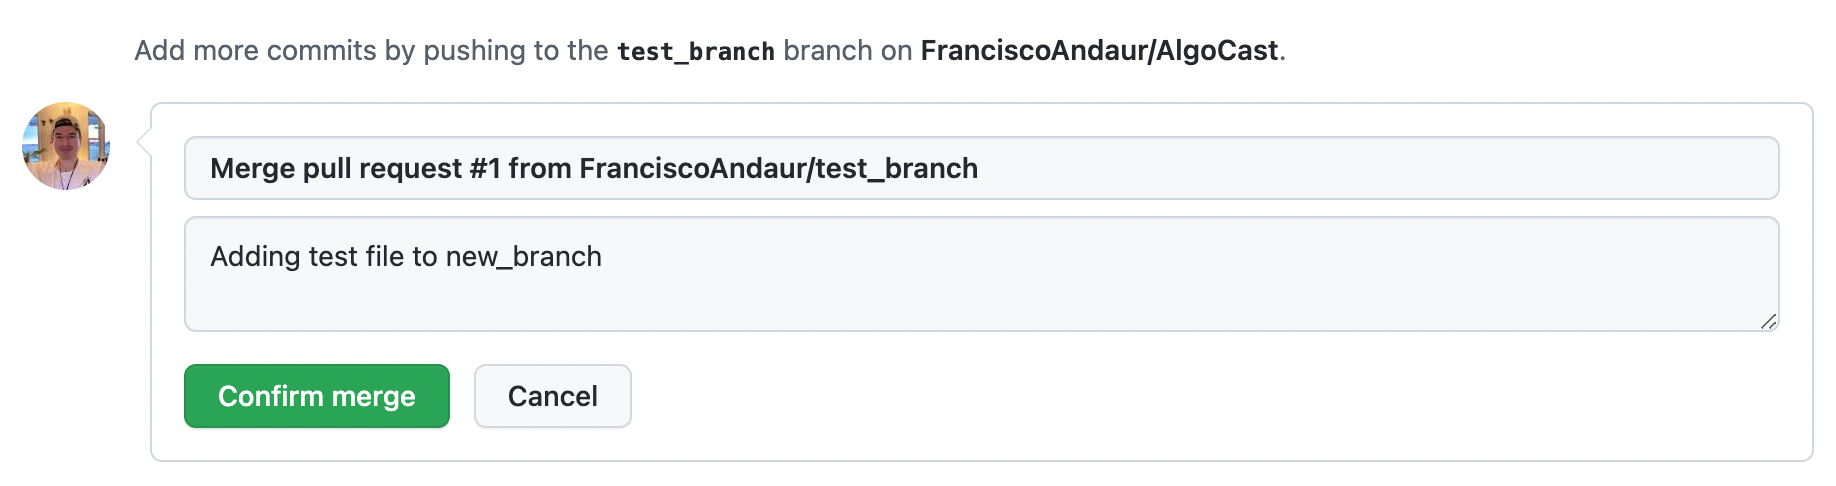 Add more commits by pushing to the test_branch branch on FranciscoAndaur/AlgoCast.
Merge pull request #1 from FranciscoAndaur/test_branch
Adding test file to new_branch
Confirm merge
Cancel